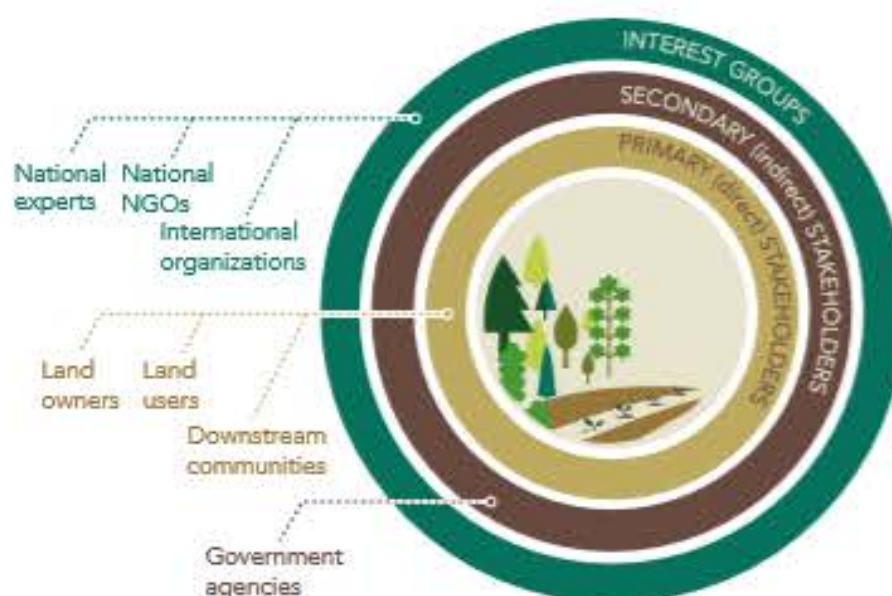 INTEREST GROUPS
SECONDARY (indirect) STAKEHOLDERS
PRIMARY (direct) STAKEHOLDERS
National
experts
National
NGOs
International
organizations
Land
owners
Land
users
Downstream
communities
Government
agencies